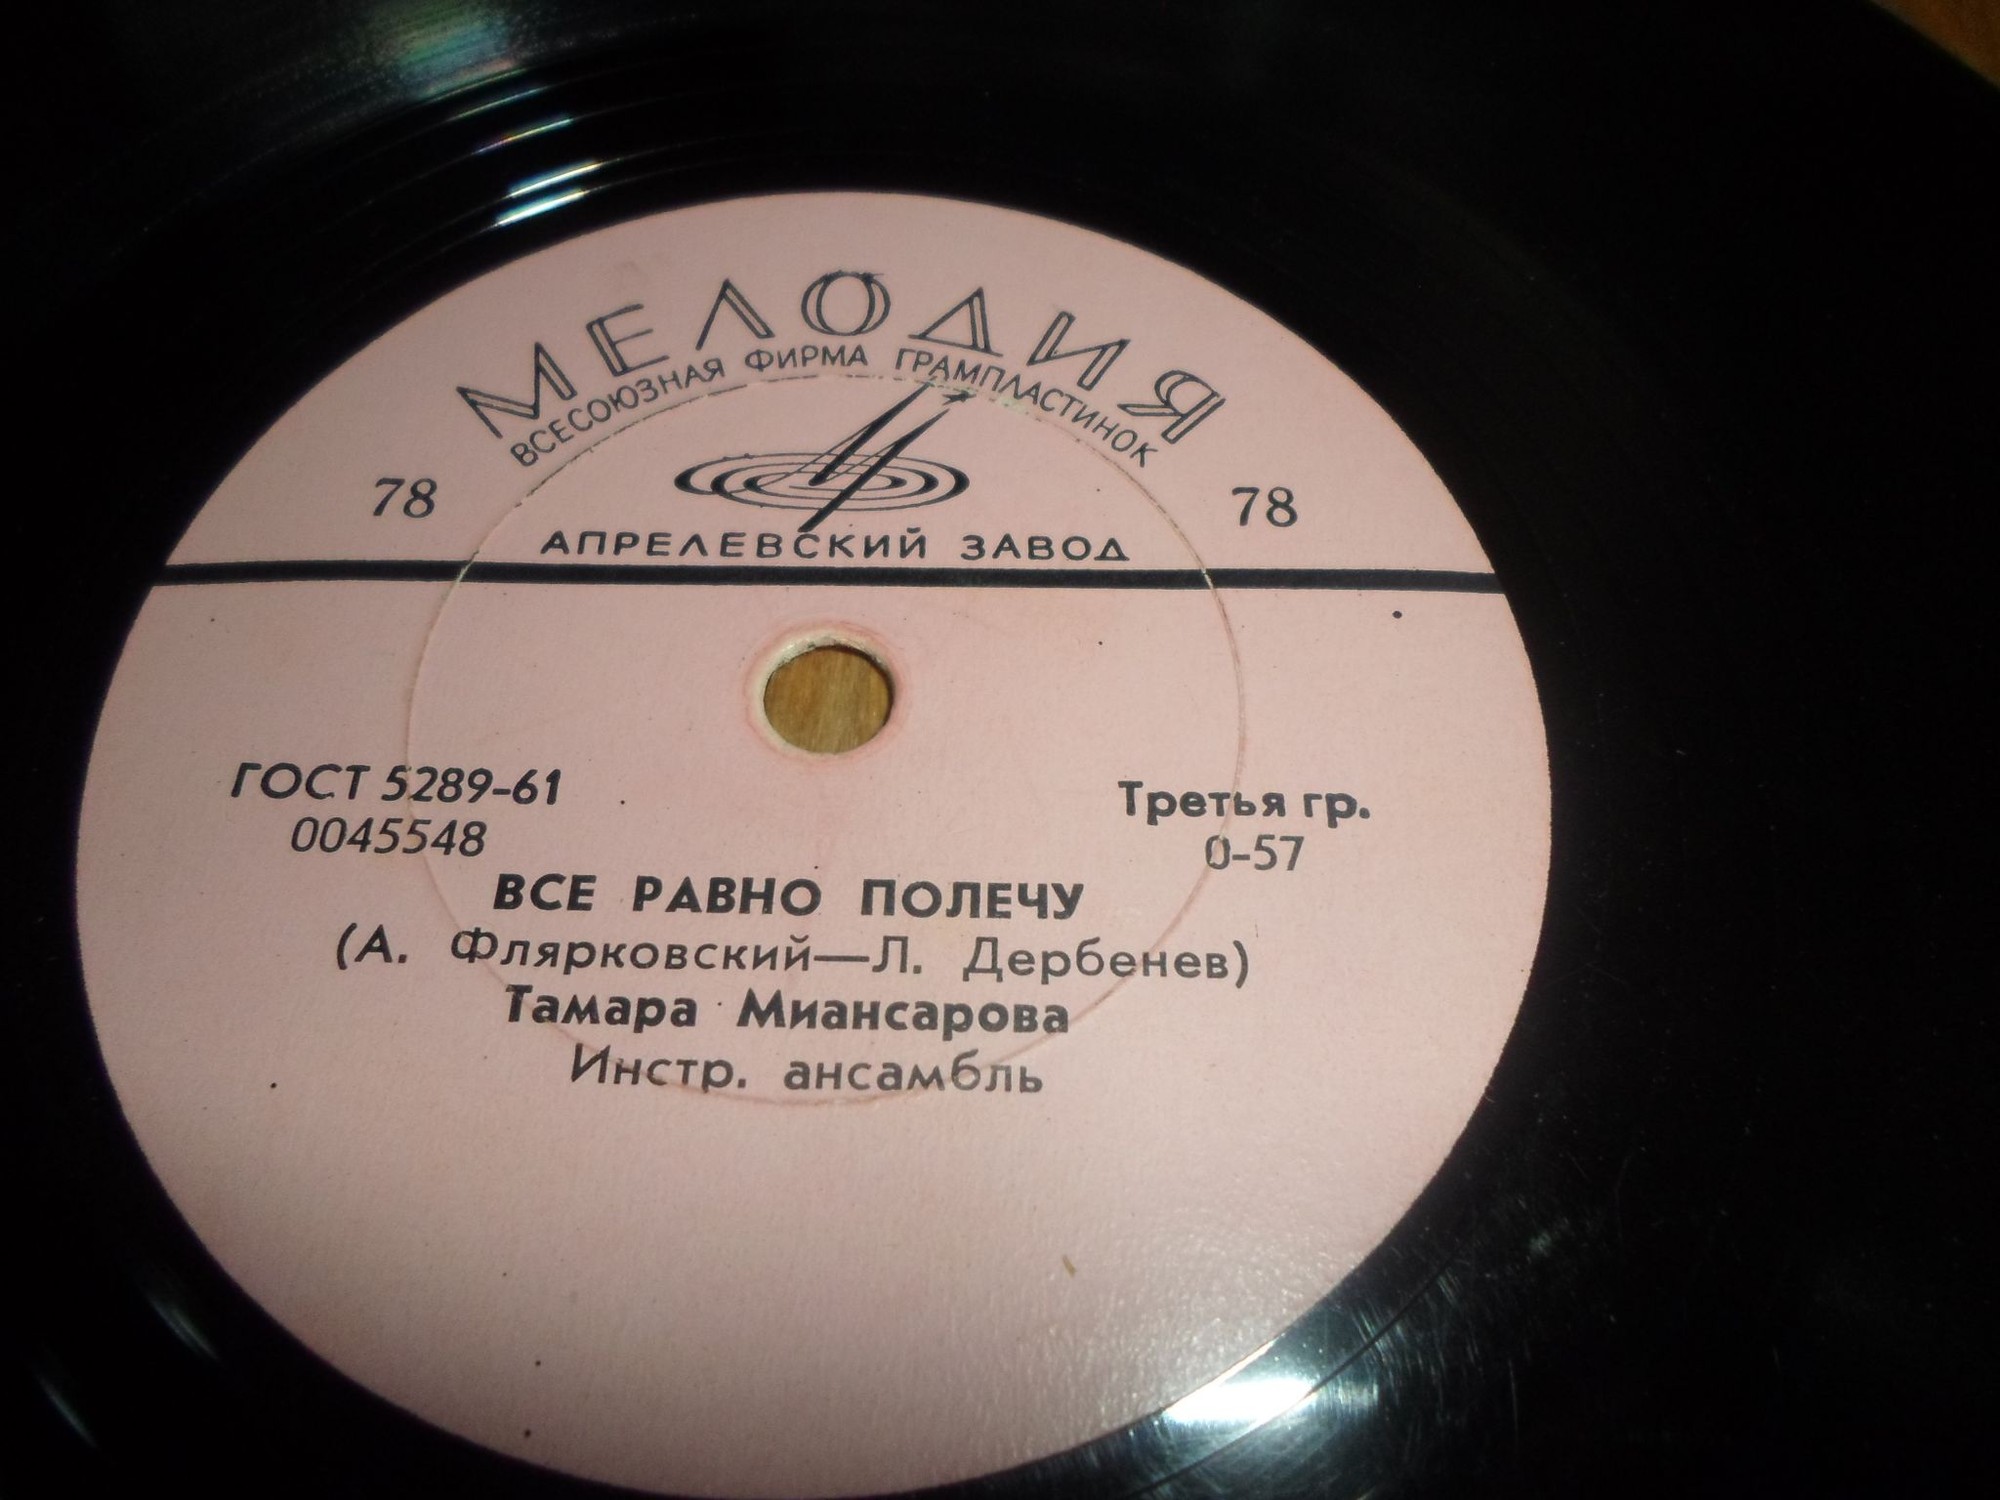 МЕЛОДИЯ
ВСЕСОЮЗНАЯ ФИРМА ГРАМПЛАСТИНОК
78 78
АПРЕЛЕВСКИЙ ЗАВОД
ГОСТ 5289-61 Третья гр.
0045548 0-57
ВСЕ РАВНО ПОЛЕЧУ
(А. Флярковский—Л. Дербенев)
Тамара Миансарова
Инстр. ансамбль